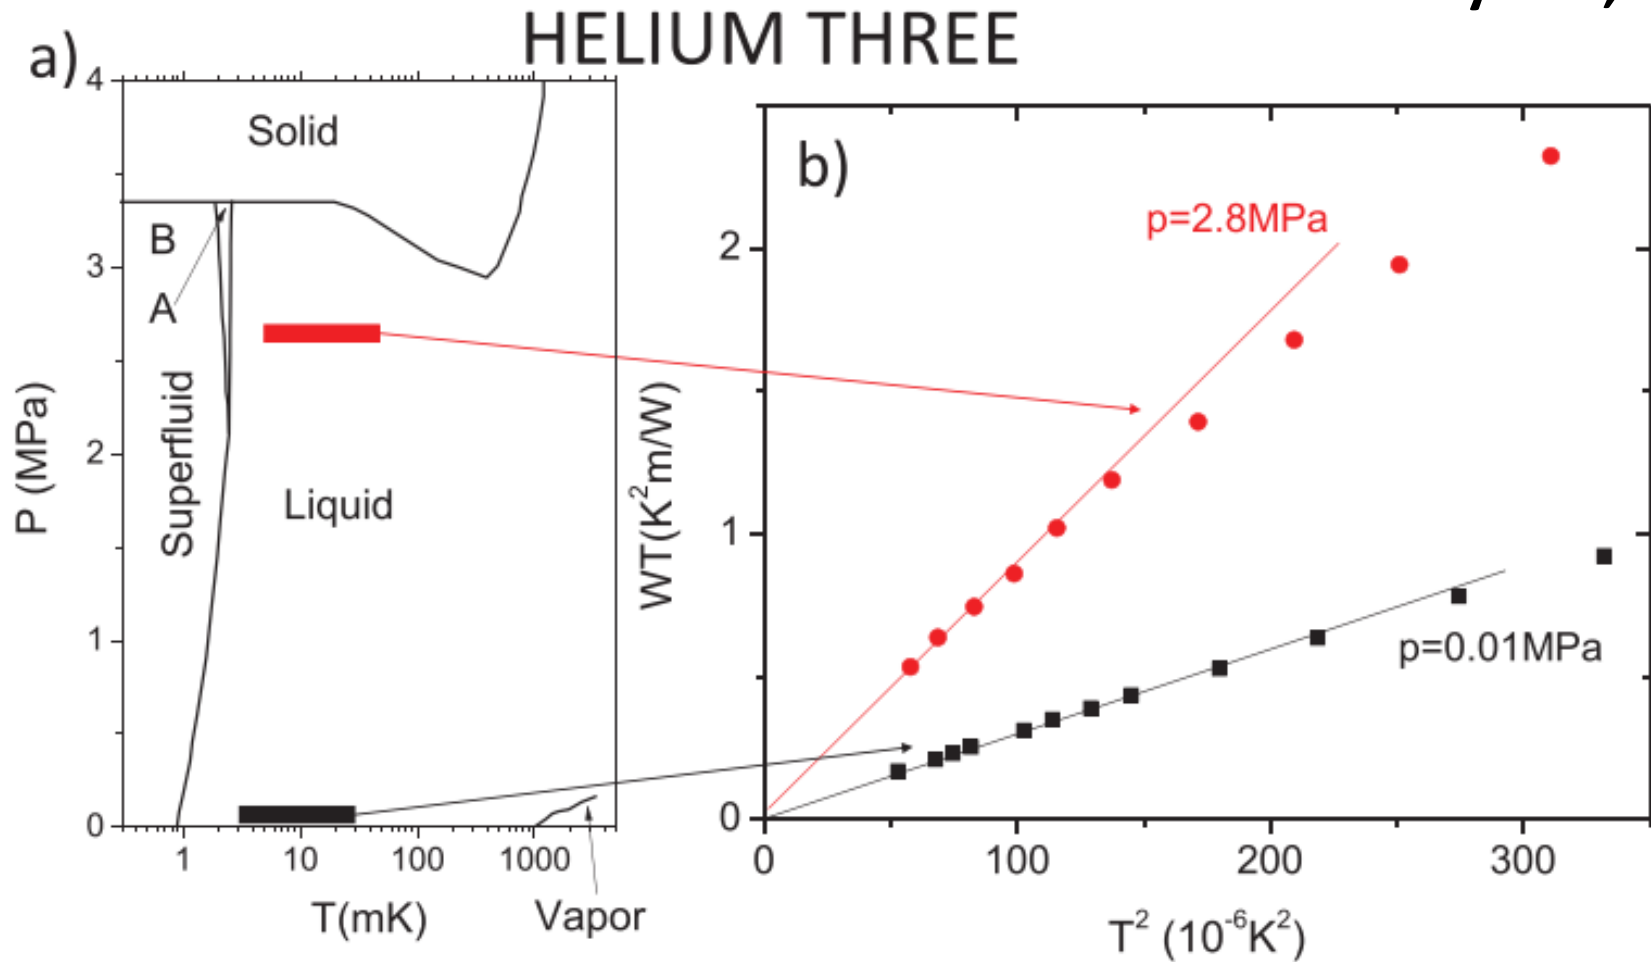 HELIUM THREE
a)
4
3
2
1
0
P (MPa)
Solid
B
A
Superfluid
Liquid
1 10 100 1000
T(mK)
Vapor
b)
WT(K²m/W)
2
1
0
p=2.8MPa
p=0.01MPa
0 100 200 300
T² (10⁻⁶K²)